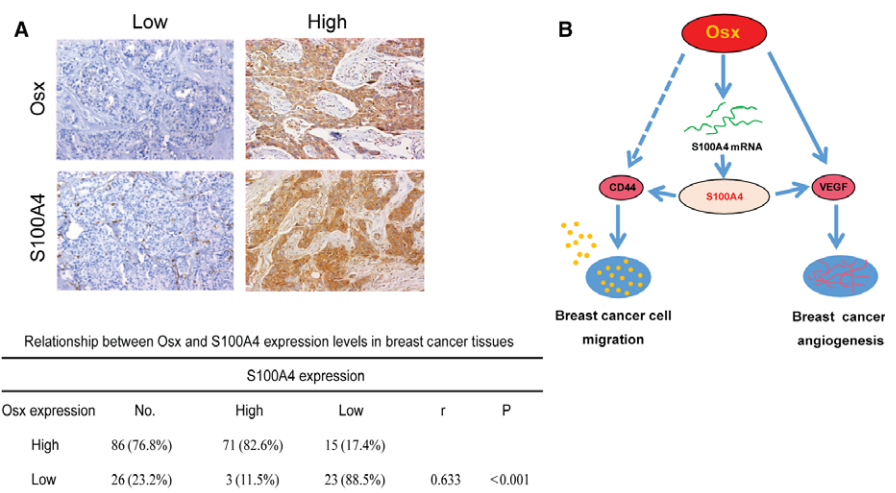 A
Low
High
Osx
S100A4
Relationship between Osx and S100A4 expression levels in breast cancer tissues
S100A4 expression
Osx expression No. High Low r P
High 86 (76.8%) 71 (82.6%) 15 (17.4%)
Low 26 (23.2%) 3 (11.5%) 23 (88.5%) 0.633 <0.001
B
Osx
S100A4 mRNA
CD44
S100A4
VEGF
Breast cancer cell
migration
Breast cancer
angiogenesis